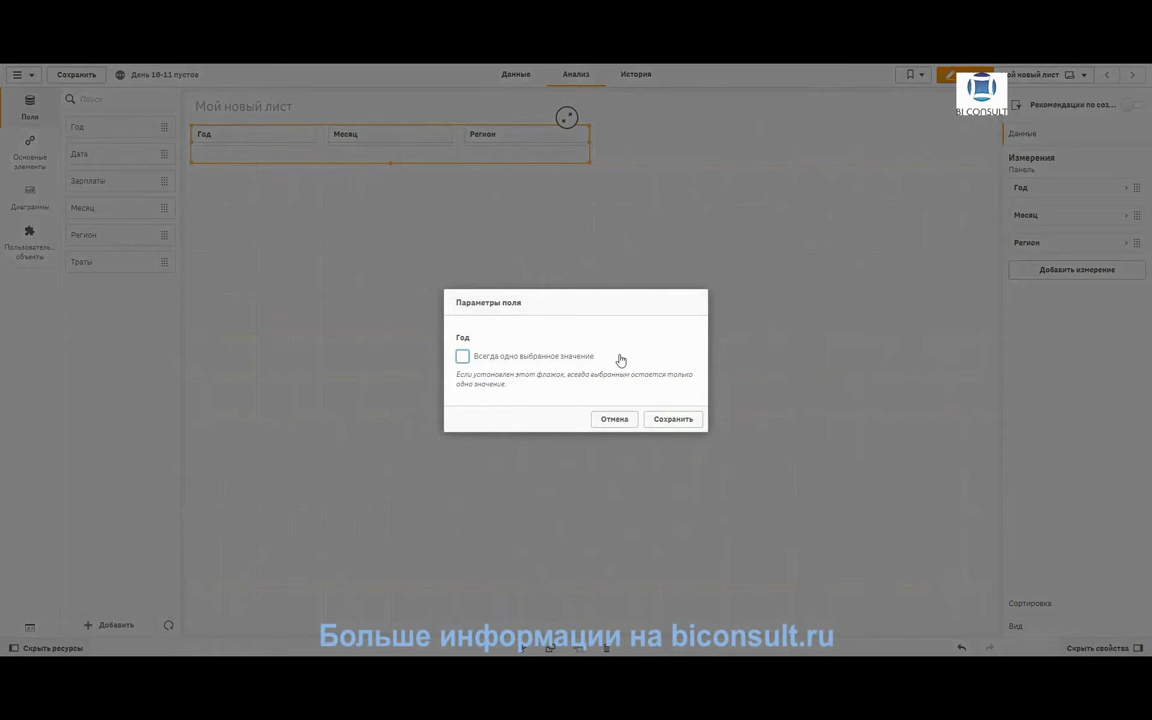 Сохранить
День 10-11 пустов
Данные
Анализ
История
Мой новый лист
BI CONSULT
Поля
Основные элементы
Диаграммы
Пользователь... объекты
Поиск
Год
Дата
Зарплаты
Месяц
Регион
Траты
Добавить
Мой новый лист
Год
Месяц
Регион
Параметры поля
Год
Всегда одно выбранное значение
Если установлен этот флажок, всегда выбранным остается только
одно значение.
Отмена
Сохранить
Рекомендации по соз...
Данные
Измерения
Панель
Год
Месяц
Регион
Добавить измерение
Сортировка
Вид
Скрыть ресурсы
Больше информации на biconsult.ru
Скрыть свойства